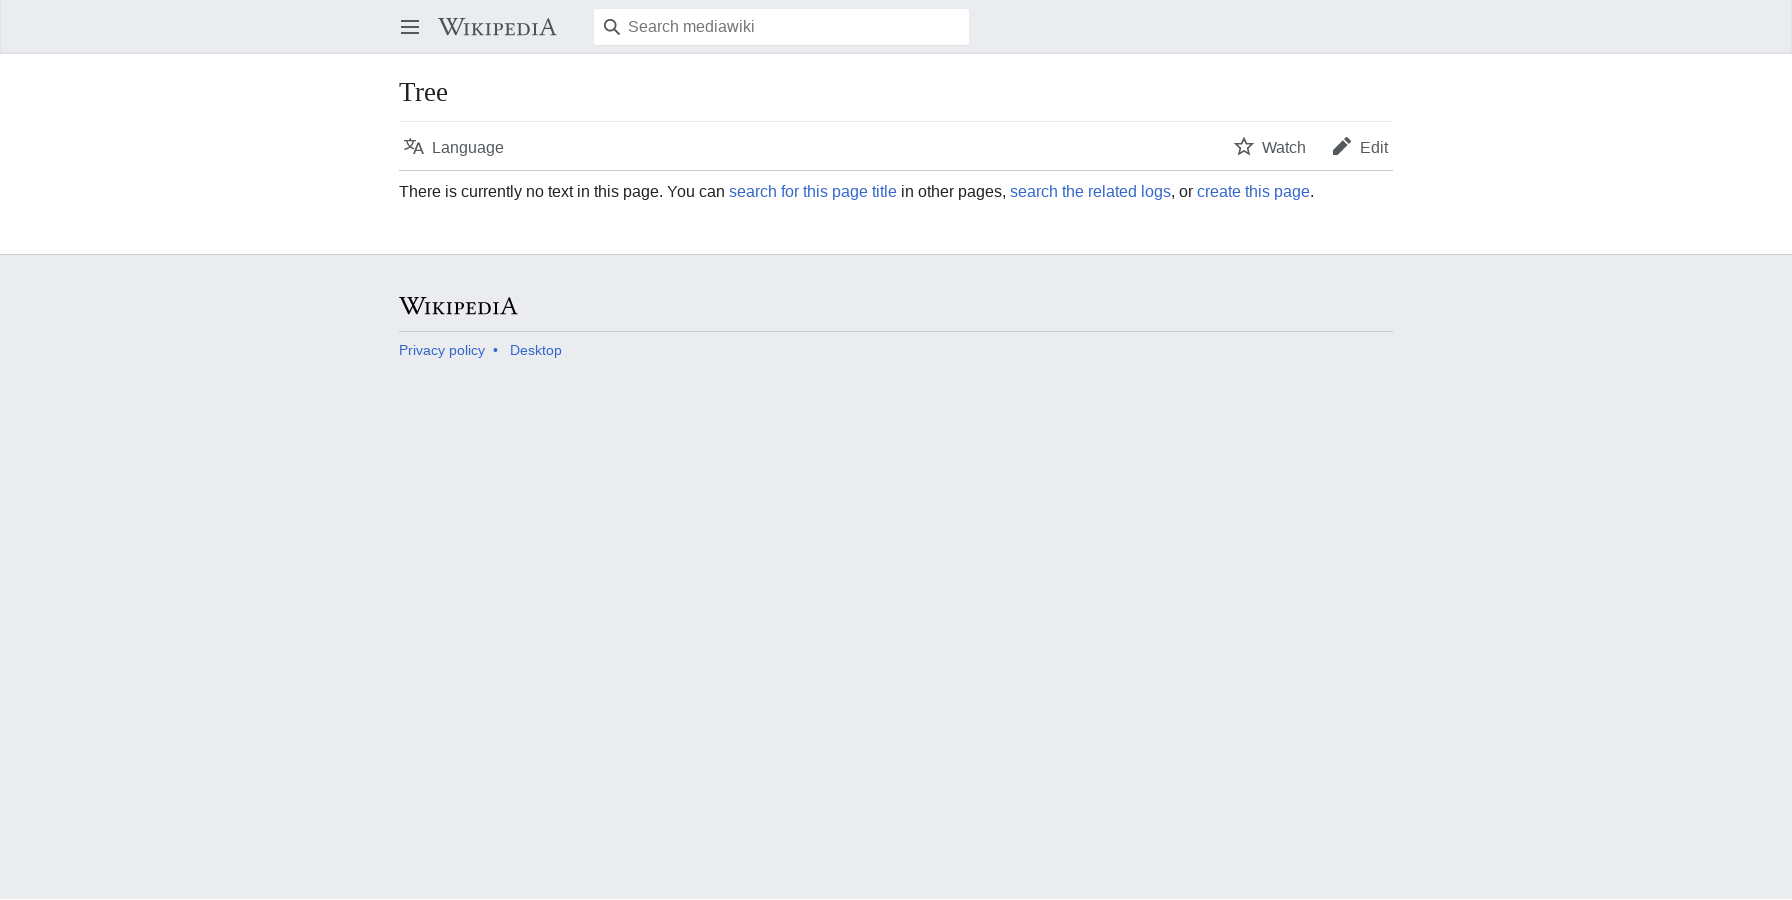 WIKIPEDIA Search mediawiki
Tree
Language Watch Edit
There is currently no text in this page. You can search for this page title in other pages, search the related logs, or create this page.
WIKIPEDIA
Privacy policy • Desktop